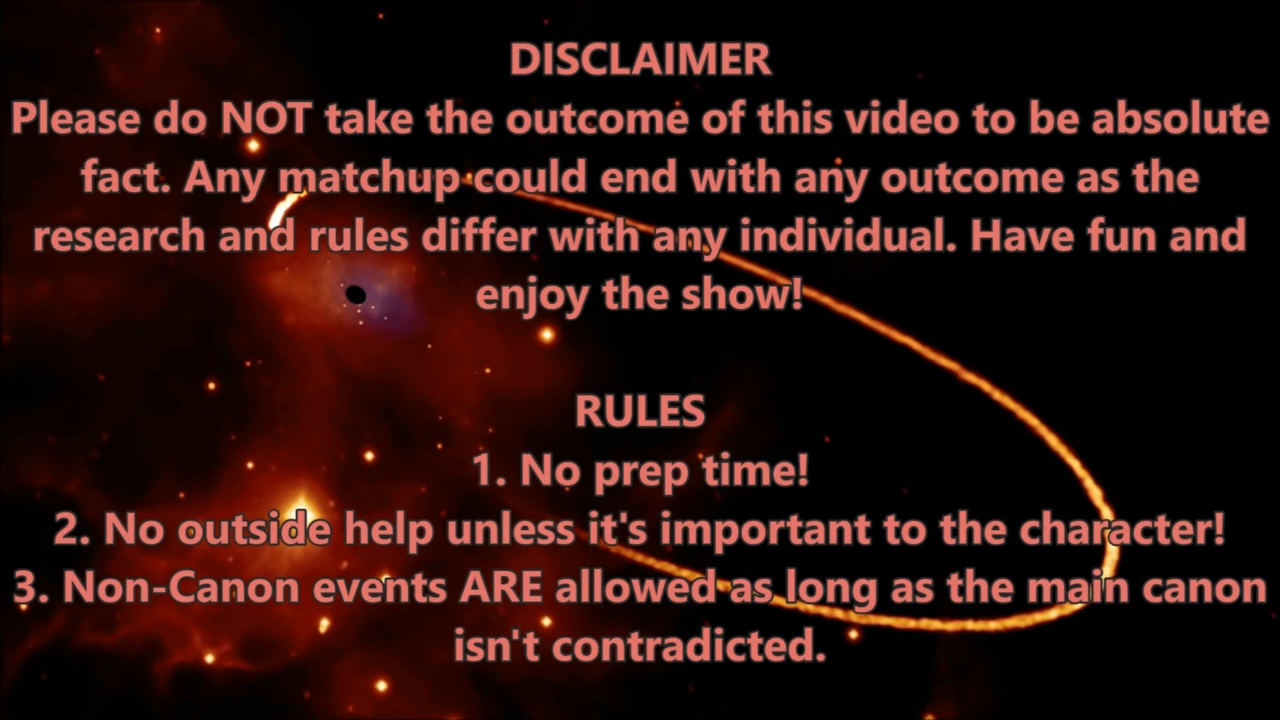 DISCLAIMER
Please do NOT take the outcome of this video to be absolute
fact. Any matchup could end with any outcome as the
research and rules differ with any individual. Have fun and
enjoy the show!
RULES
1. No prep time!
2. No outside help unless it's important to the character!
3. Non-Canon events ARE allowed as long as the main canon
isn't contradicted.